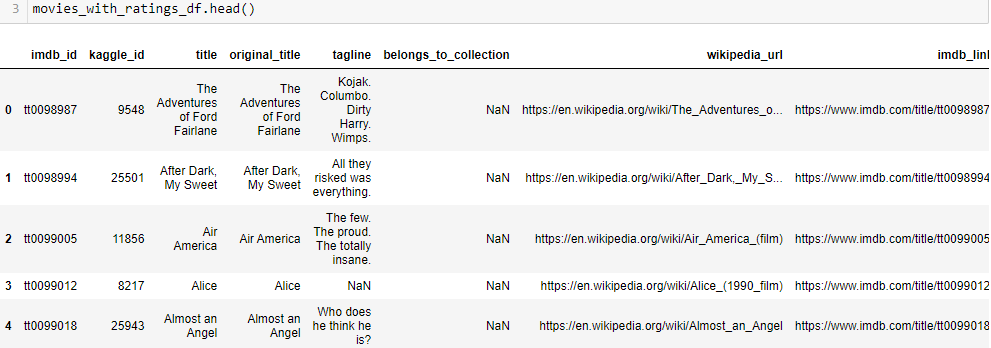 3 movies_with_ratings_df.head()
imdb_id kaggle_id title original_title tagline belongs_to_collection wikipedia_url imdb_link
0 tt0098987 9548 The Adventures of Ford Fairlane The Adventures of Ford Fairlane Kojak. Columbo. Dirty Harry. Wimps. NaN https://en.wikipedia.org/wiki/The_Adventures_o... https://www.imdb.com/title/tt0098987
1 tt0098994 25501 After Dark, My Sweet After Dark, My Sweet All they risked was everything. NaN https://en.wikipedia.org/wiki/After_Dark,_My_S... https://www.imdb.com/title/tt0098994
2 tt0099005 11856 Air America Air America The few. The proud. The totally insane. NaN https://en.wikipedia.org/wiki/Air_America_(film) https://www.imdb.com/title/tt0099005
3 tt0099012 8217 Alice Alice NaN NaN https://en.wikipedia.org/wiki/Alice_(1990_film) https://www.imdb.com/title/tt0099012
4 tt0099018 25943 Almost an Angel Almost an Angel Who does he think he is? NaN https://en.wikipedia.org/wiki/Almost_an_Angel https://www.imdb.com/title/tt0099018